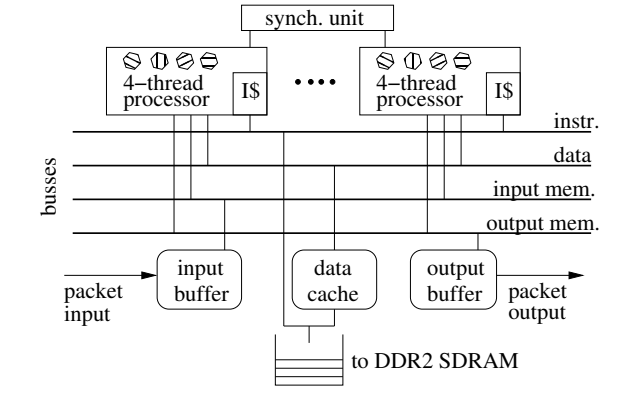 synch. unit
4−thread
processor
I$
4−thread
processor
I$
instr.
data
input mem.
output mem.
busses
input
buffer
data
cache
output
buffer
packet
input
packet
output
to DDR2 SDRAM